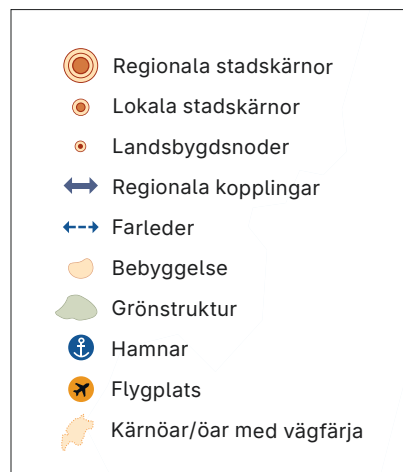 Regionala stadskärnor
Lokala stadskärnor
Landsbygdsnoder
Regionala kopplingar
Farleder
Bebyggelse
Grönstruktur
Hamnar
Flygplats
Kärnöar/öar med vägfärja